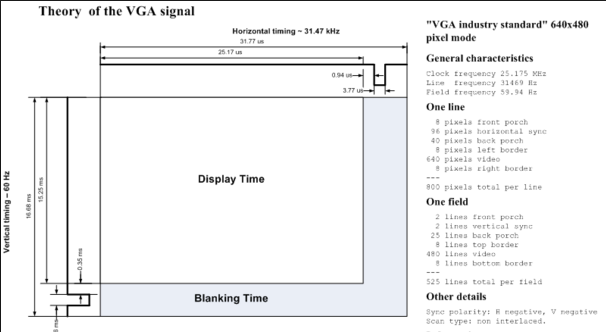 Theory of the VGA signal
Horizontal timing ~ 31.47 kHz
31.77 us
25.17 us
0.94 us
3.77 us
Vertical timing ~ 60 Hz
16.68 ms
15.25 ms
0.35 ms
Display Time
Blanking Time
"VGA industry standard" 640x480
pixel mode
General characteristics
Clock frequency 25.175 MHz
Line frequency 31469 Hz
Field frequency 59.94 Hz
One line
8 pixels front porch
96 pixels horizontal sync
40 pixels back porch
8 pixels left border
640 pixels video
8 pixels right border
---
800 pixels total per line
One field
2 lines front porch
2 lines vertical sync
25 lines back porch
8 lines top border
480 lines video
8 lines bottom border
---
525 lines total per field
Other details
Sync polarity: H negative, V negative
Scan type: non interlaced.